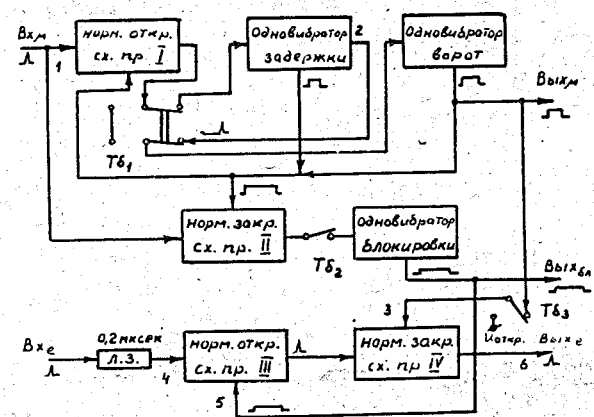 Вх.м
1
норм. откр.
сх. пр. I
Одновибратор
задержки
2
Одновибратор
ворот
Вых м
Тб1
норм. закр.
сх. пр. II
Тб2
Одновибратор
блокировки
Вых бл
3
Тб3
Uоткр.
Вх е
0,2 мксек
л.з.
4
норм. откр.
сх. пр. III
5
норм. закр.
сх. пр IV
Вых е
6